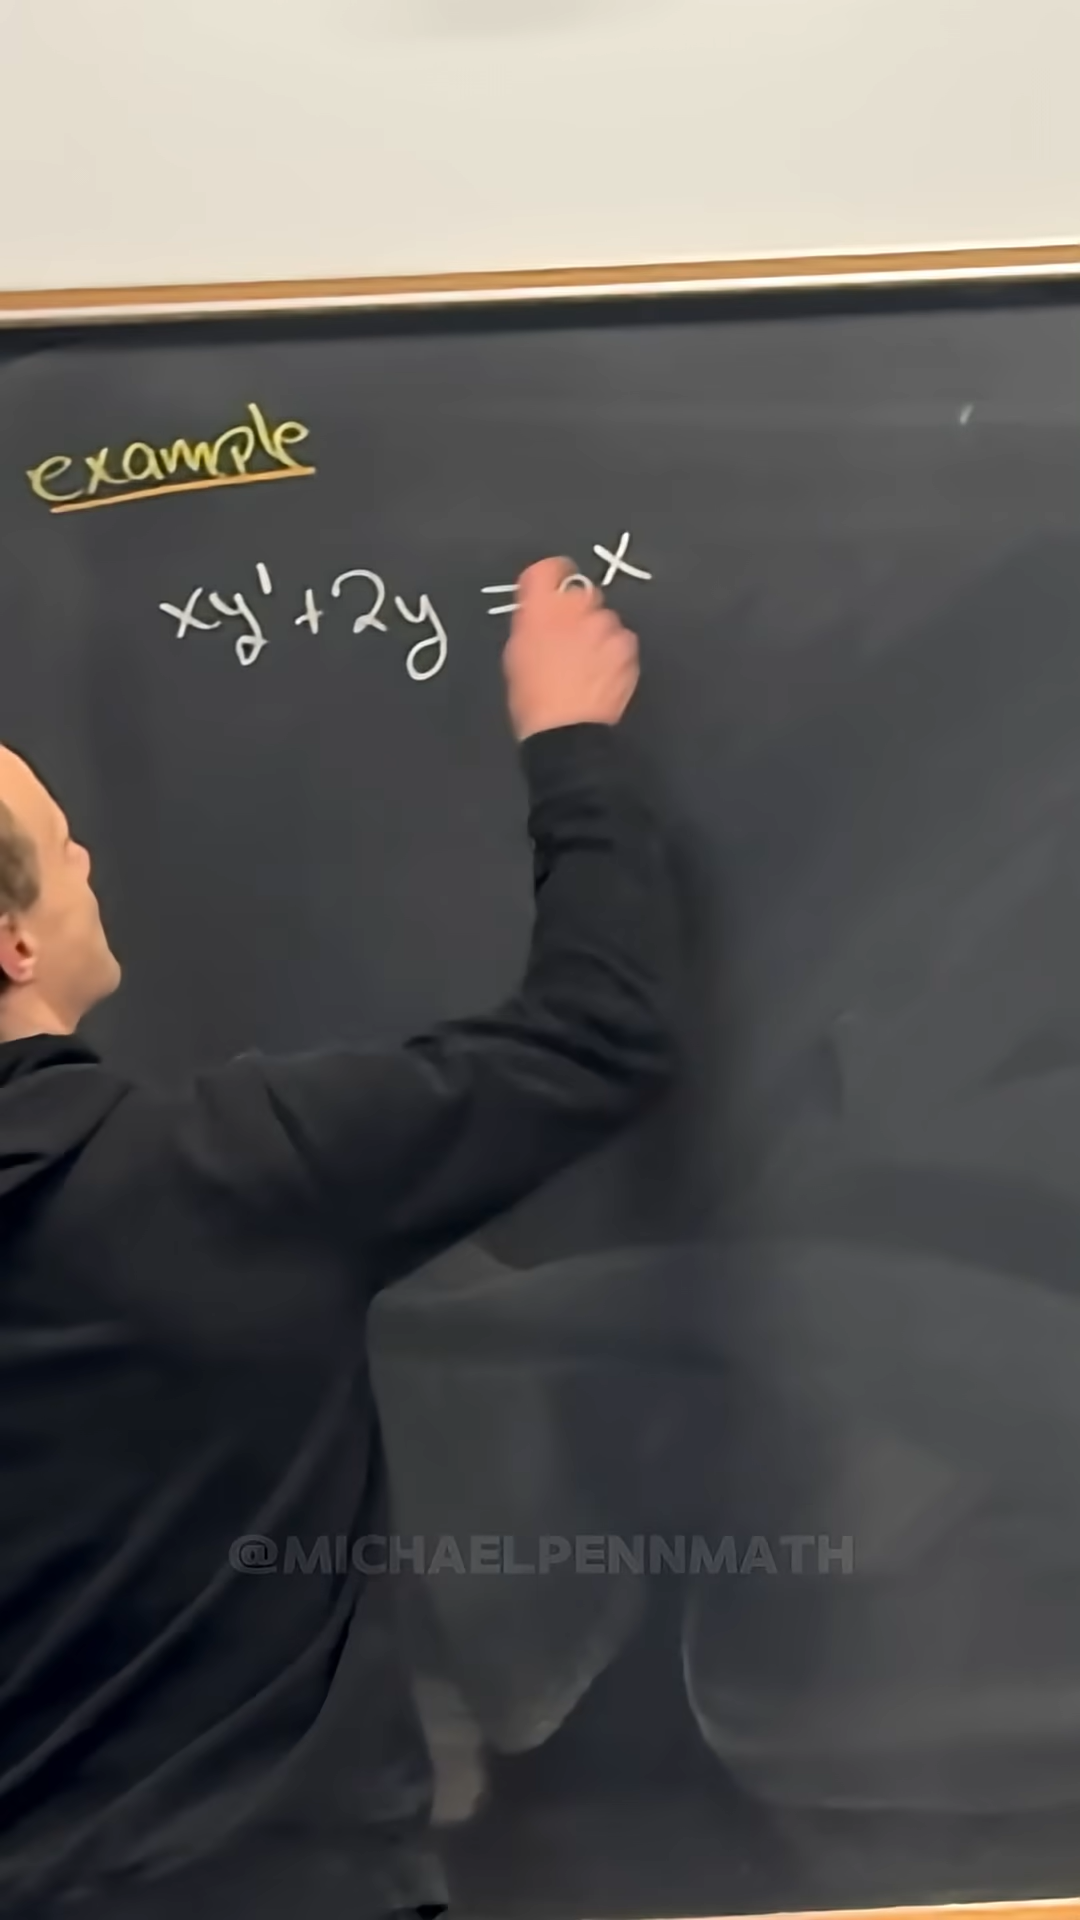 example
xy' + 2y = e^x
@MICHAELPENNMATH